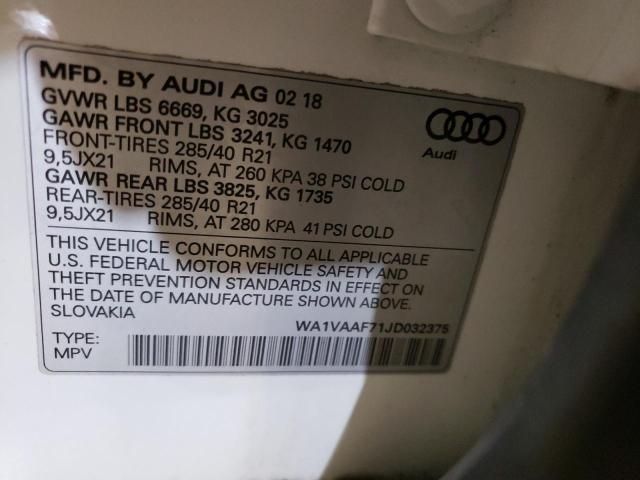 MFD. BY AUDI AG 02 18
GVWR LBS 6669, KG 3025
GAWR FRONT LBS 3241, KG 1470
FRONT-TIRES 285/40 R21
9,5JX21 RIMS, AT 260 KPA 38 PSI COLD
GAWR REAR LBS 3825, KG 1735
REAR-TIRES 285/40 R21
9,5JX21 RIMS, AT 280 KPA 41 PSI COLD
Audi
THIS VEHICLE CONFORMS TO ALL APPLICABLE
U.S. FEDERAL MOTOR VEHICLE SAFETY AND
THEFT PREVENTION STANDARDS IN EFFECT ON
THE DATE OF MANUFACTURE SHOWN ABOVE.
SLOVAKIA
WA1VAAF71JD032375
TYPE:
MPV